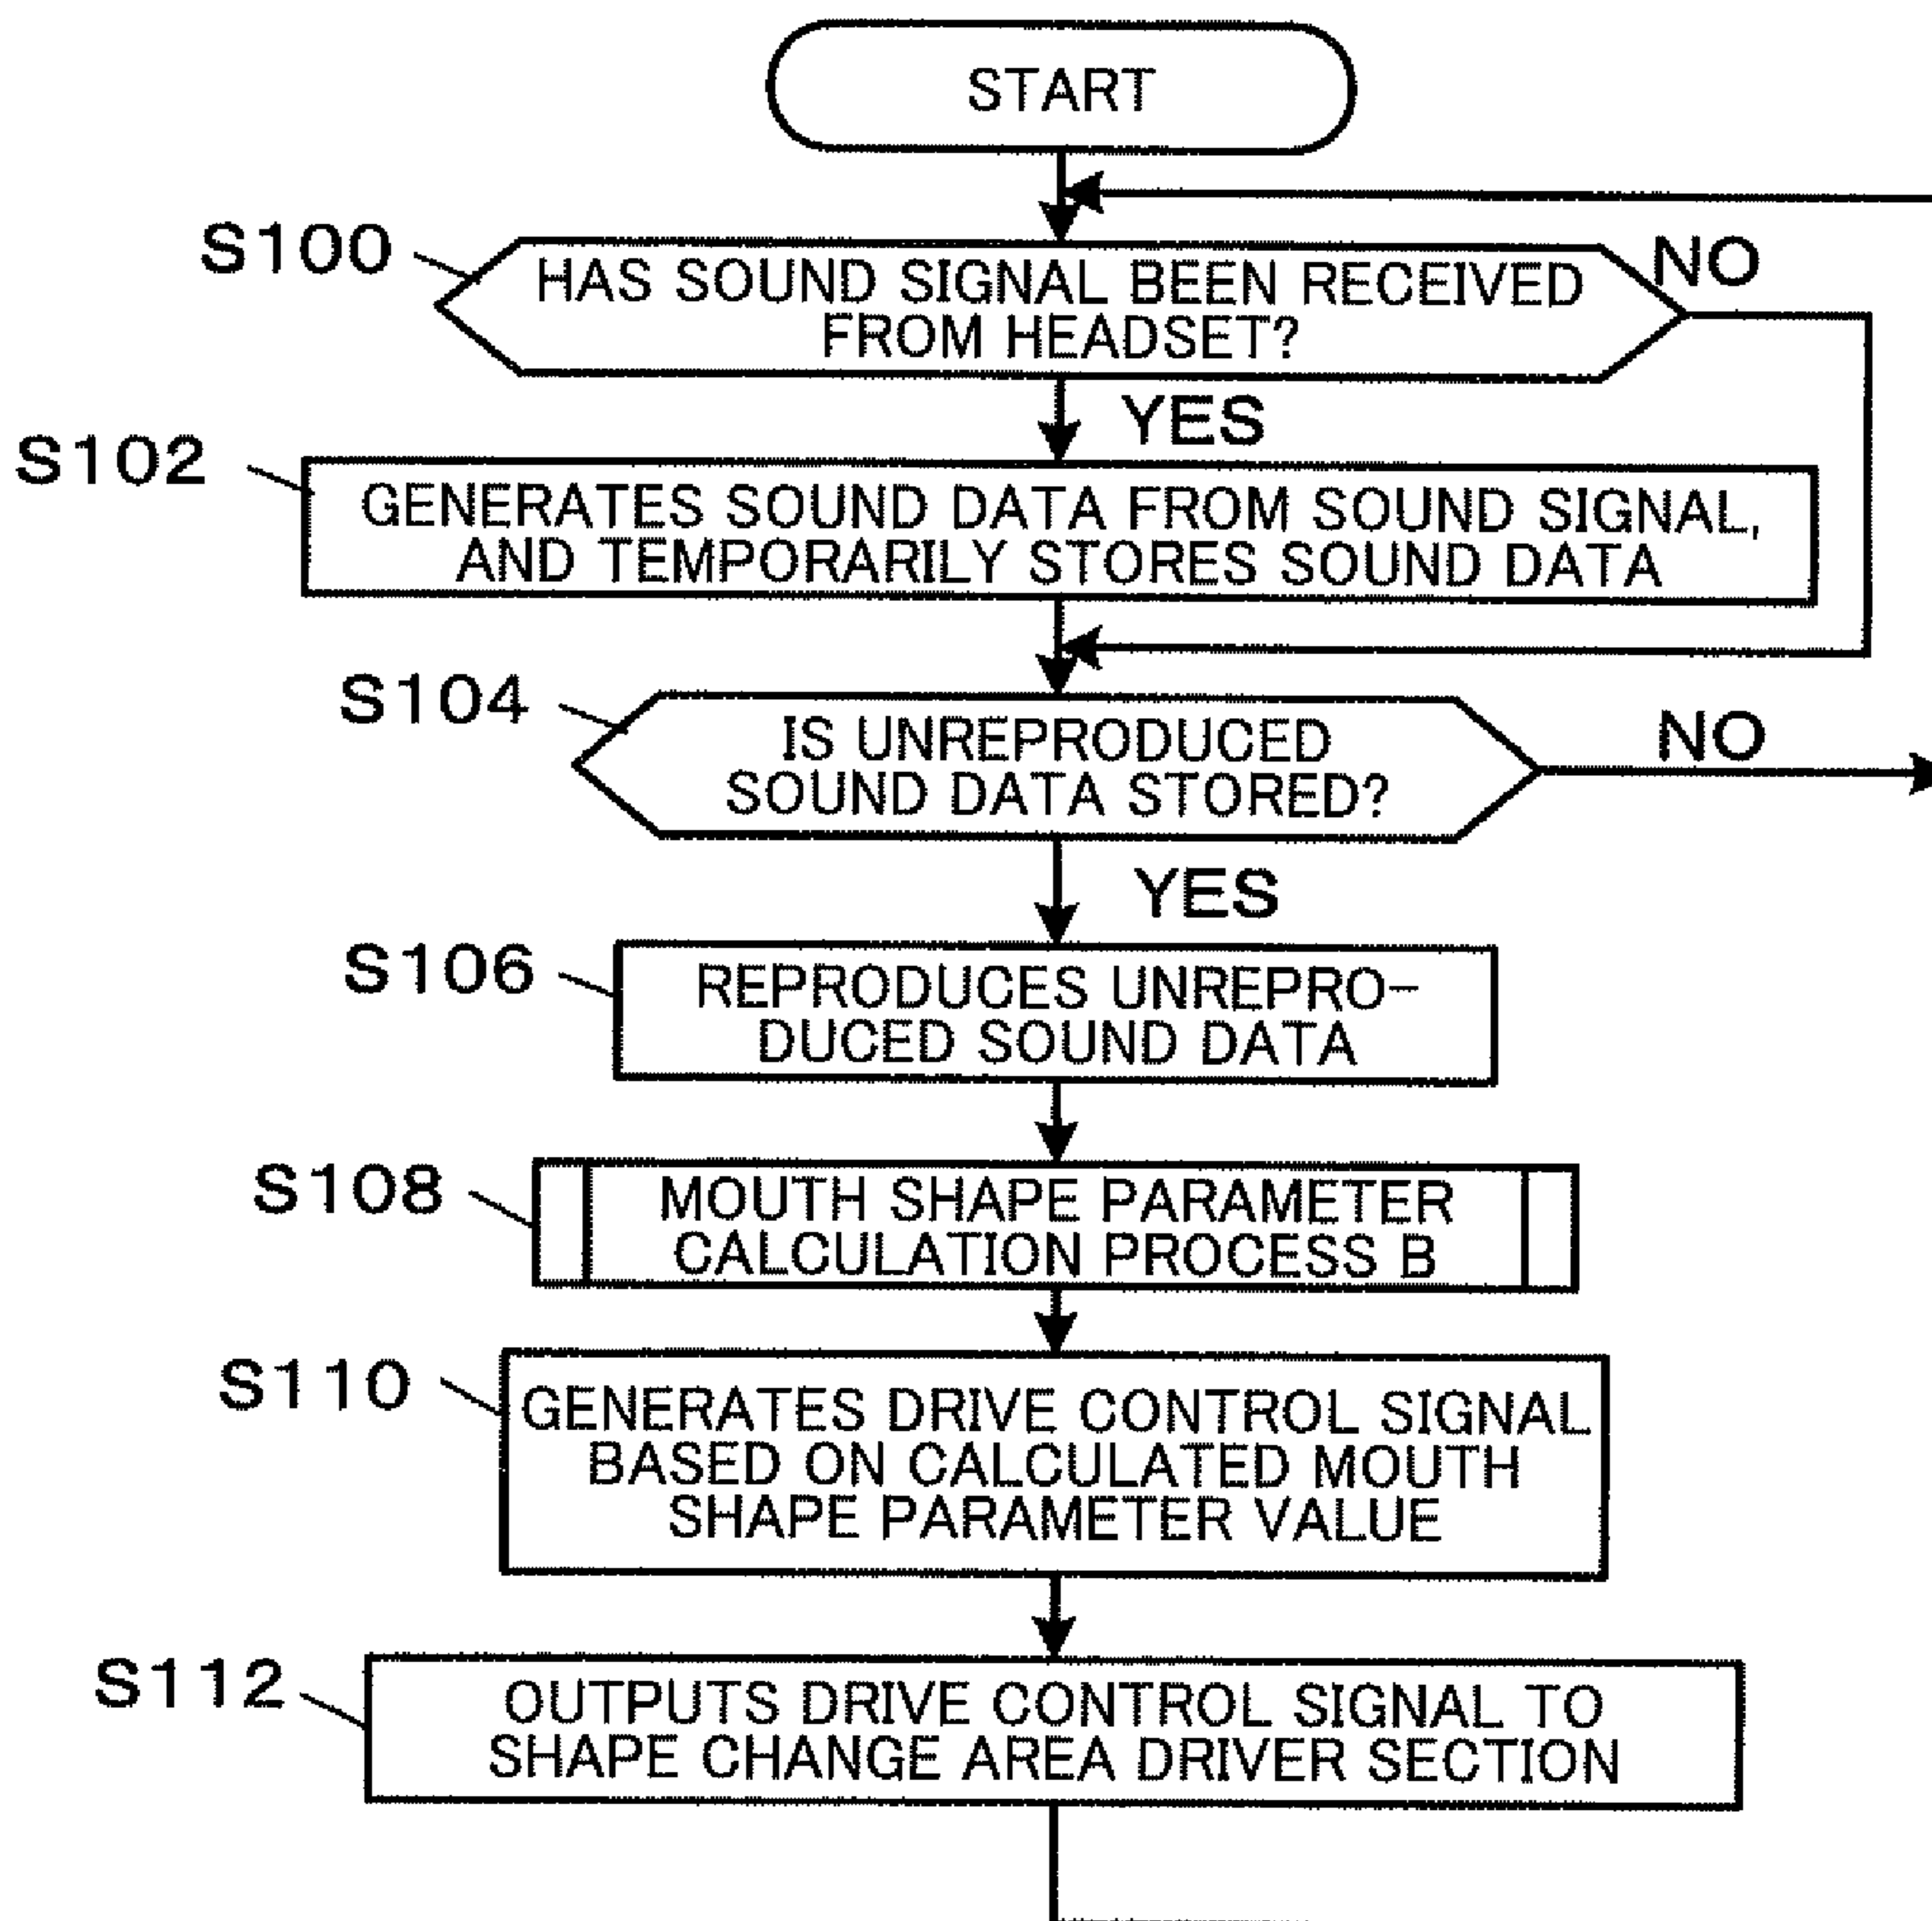 START
S100
HAS SOUND SIGNAL BEEN RECEIVED
FROM HEADSET?
NO
YES
S102
GENERATES SOUND DATA FROM SOUND SIGNAL,
AND TEMPORARILY STORES SOUND DATA
S104
IS UNREPRODUCED
SOUND DATA STORED?
NO
YES
S106
REPRODUCES UNREPRO-
DUCED SOUND DATA
S108
MOUTH SHAPE PARAMETER
CALCULATION PROCESS B
S110
GENERATES DRIVE CONTROL SIGNAL
BASED ON CALCULATED MOUTH
SHAPE PARAMETER VALUE
S112
OUTPUTS DRIVE CONTROL SIGNAL TO
SHAPE CHANGE AREA DRIVER SECTION